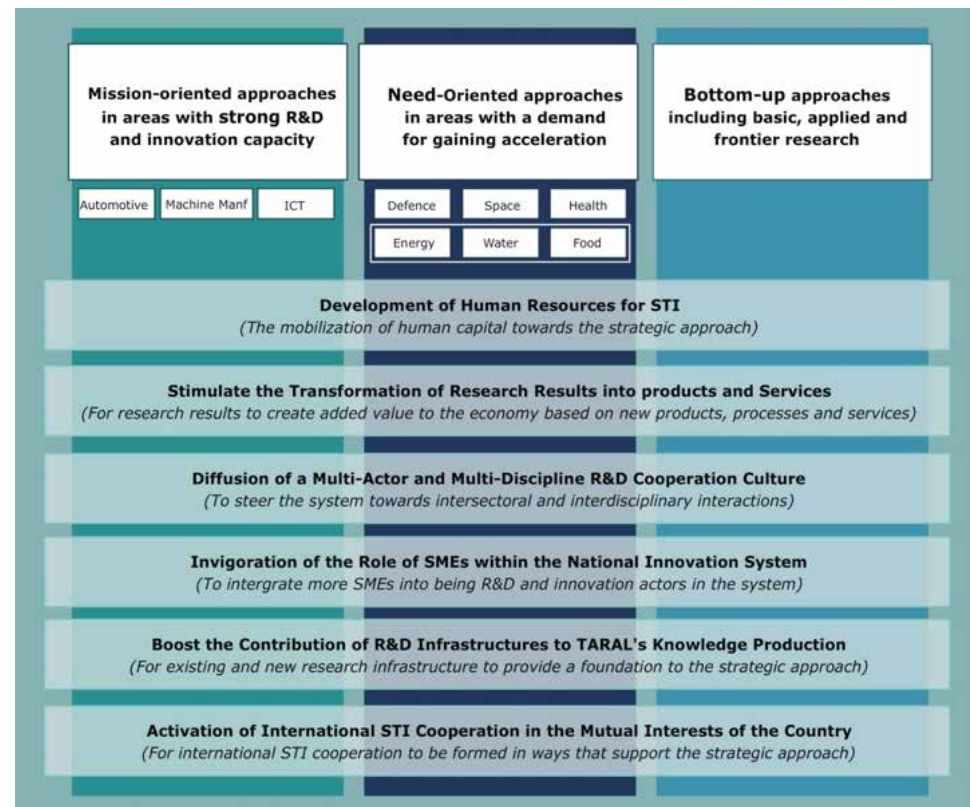 Mission-oriented approaches
in areas with strong R&D
and innovation capacity
Need-Oriented approaches
in areas with a demand
for gaining acceleration
Bottom-up approaches
including basic, applied and
frontier research
Automotive
Machine Manf
ICT
Defence
Space
Health
Energy
Water
Food
Development of Human Resources for STI
(The mobilization of human capital towards the strategic approach)
Stimulate the Transformation of Research Results into products and Services
(For research results to create added value to the economy based on new products, processes and services)
Diffusion of a Multi-Actor and Multi-Discipline R&D Cooperation Culture
(To steer the system towards intersectoral and interdisciplinary interactions)
Invigoration of the Role of SMEs within the National Innovation System
(To intergrate more SMEs into being R&D and innovation actors in the system)
Boost the Contribution of R&D Infrastructures to TARAL's Knowledge Production
(For existing and new research infrastructure to provide a foundation to the strategic approach)
Activation of International STI Cooperation in the Mutual Interests of the Country
(For international STI cooperation to be formed in ways that support the strategic approach)